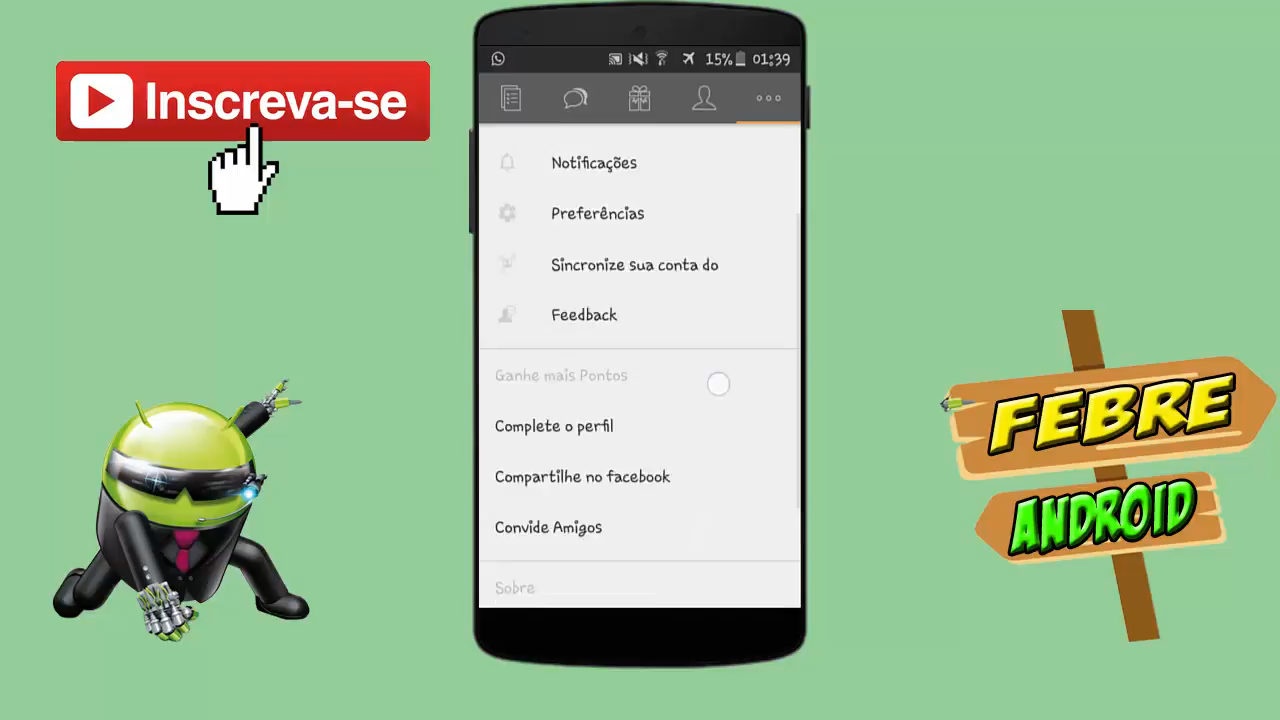 Inscreva-se
15% 01:39
Notificações
Preferências
Sincronize sua conta do
Feedback
Ganhe mais Pontos
Complete o perfil
Compartilhe no facebook
Convide Amigos
Sobre
FEBRE
ANDROID